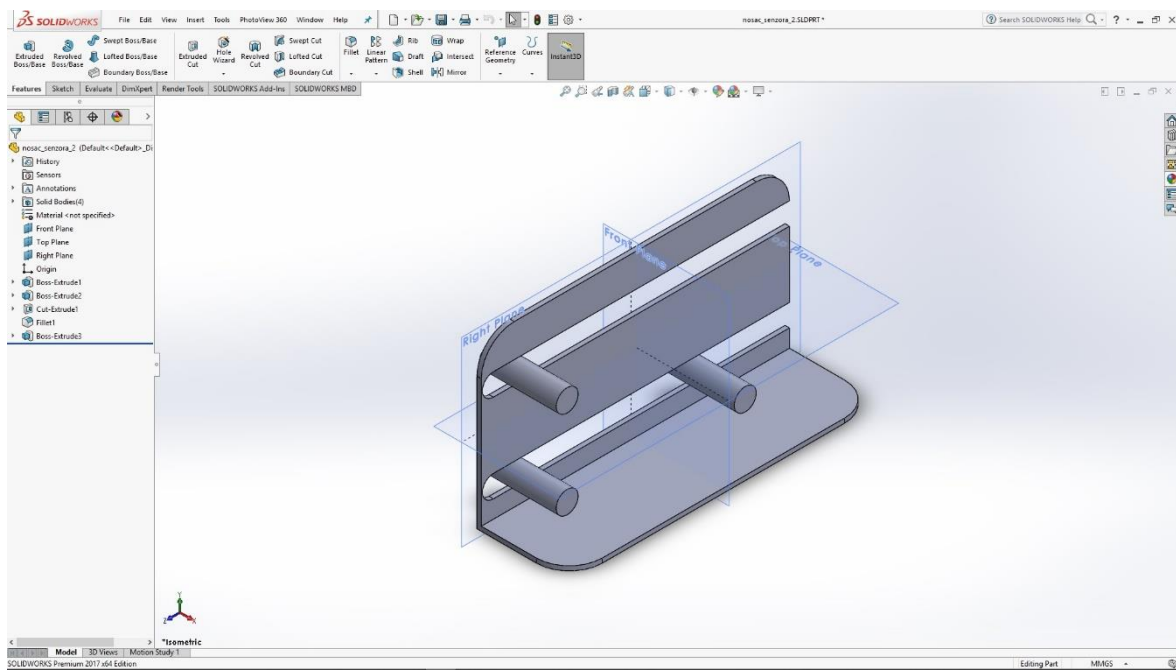 SOLIDWORKS File Edit View Insert Tools PhotoView 360 Window Help nosac_senzora_2.SLDPRT * Search SOLIDWORKS Help
Extruded Boss/Base
Revolved Boss/Base
Swept Boss/Base
Lofted Boss/Base
Boundary Boss/Base
Extruded Cut
Hole Wizard
Revolved Cut
Swept Cut
Lofted Cut
Boundary Cut
Fillet
Linear Pattern
Rib
Draft
Shell
Wrap
Intersect
Mirror
Reference Geometry
Curves
Instant3D
Features Sketch Evaluate DimXpert Render Tools SOLIDWORKS Add-Ins SOLIDWORKS MBD
nosac_senzora_2 (Default<<Default>_Di
History
Sensors
Annotations
Solid Bodies(4)
Material <not specified>
Front Plane
Top Plane
Right Plane
Origin
Boss-Extrude1
Boss-Extrude2
Cut-Extrude1
Fillet1
Boss-Extrude3
Front Plane
Plane
Right Plane
Y
Z
X
*Isometric
Model 3D Views Motion Study 1
SOLIDWORKS Premium 2017 x64 Edition Editing Part MMGS